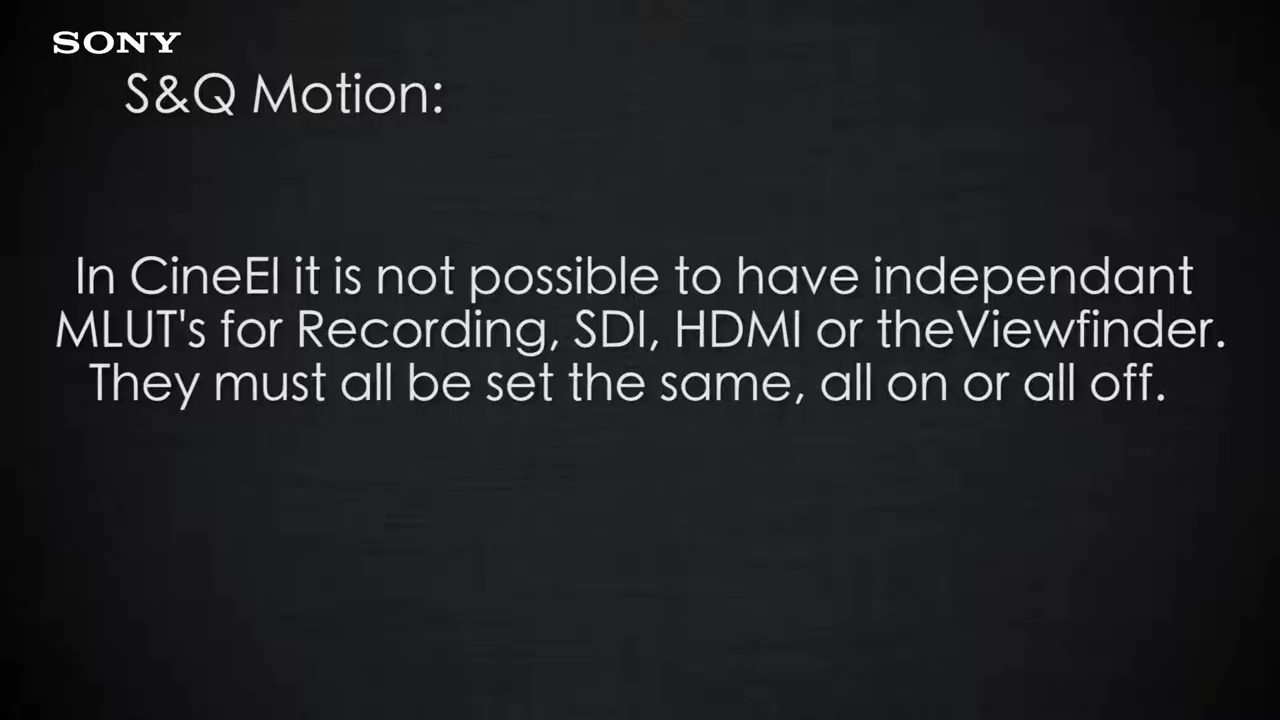 SONY
S&Q Motion:
In CineEI it is not possible to have independant
MLUT's for Recording, SDI, HDMI or theViewfinder.
They must all be set the same, all on or all off.